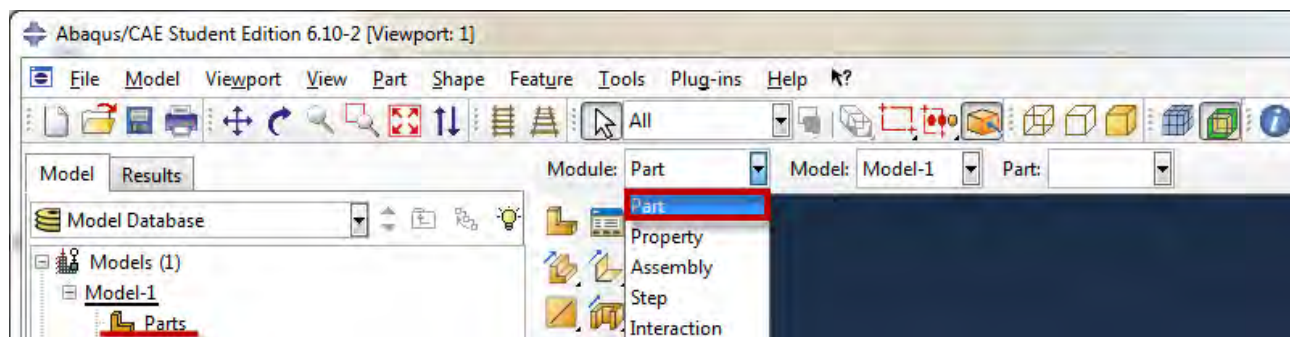 Abaqus/CAE Student Edition 6.10-2 [Viewport: 1]
File Model Viewport View Part Shape Feature Tools Plug-ins Help ?
All
Model Results
Module: Part Model: Model-1 Part:
Model Database
Part
Property
Assembly
Step
Interaction
Models (1)
Model-1
Parts